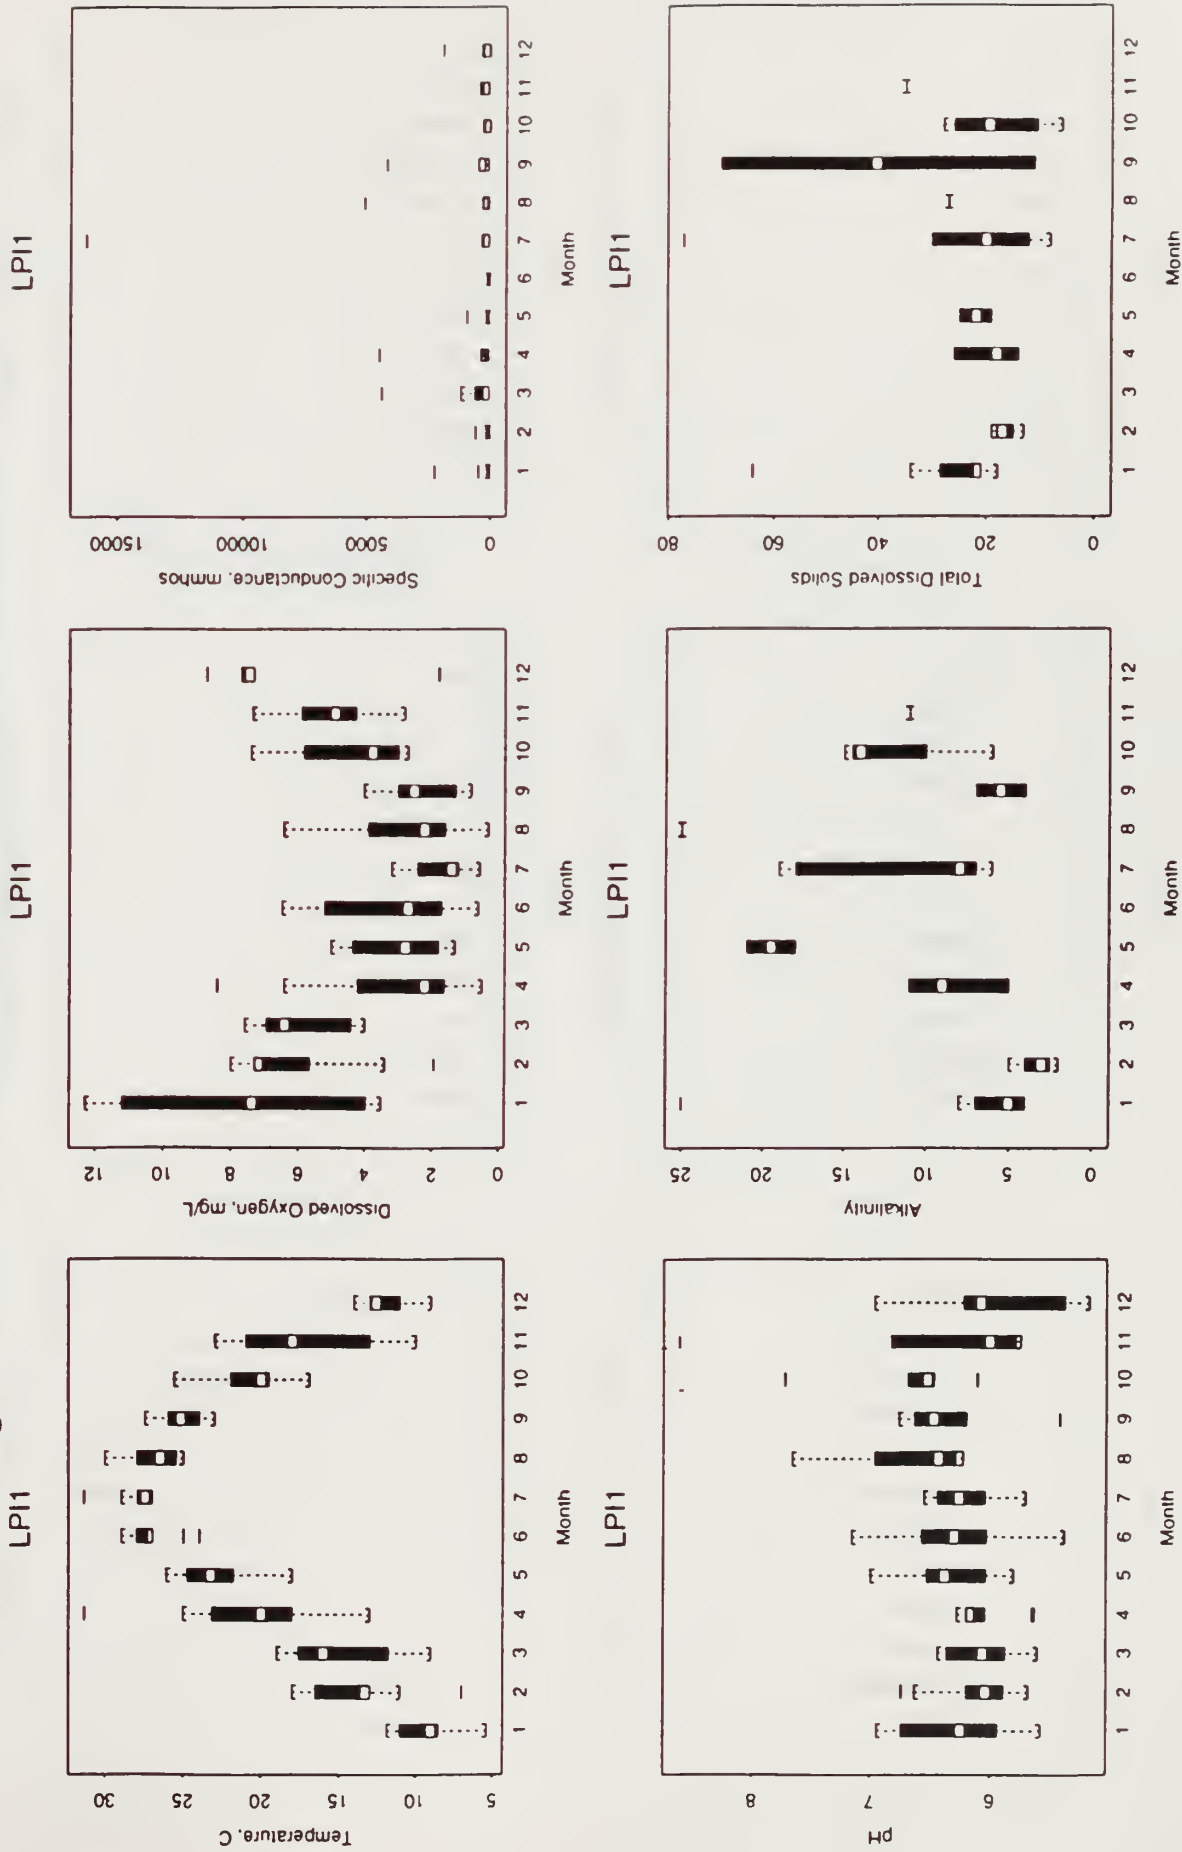 LPI1
Temperature, C
30 25 20 15 10 5
1 2 3 4 5 6 7 8 9 10 11 12
Month
LPI1
Dissolved Oxygen, mg/L
12 10 8 6 4 2 0
1 2 3 4 5 6 7 8 9 10 11 12
Month
LPI1
Specific Conductance, mmhos
15000 10000 5000 0
1 2 3 4 5 6 7 8 9 10 11 12
Month
LPI1
pH
8 7 6
1 2 3 4 5 6 7 8 9 10 11 12
Month
LPI1
Alkalinity
25 20 15 10 5 0
1 2 3 4 5 6 7 8 9 10 11 12
Month
LPI1
Total Dissolved Solids
80 60 40 20 0
1 2 3 4 5 6 7 8 9 10 11 12
Month